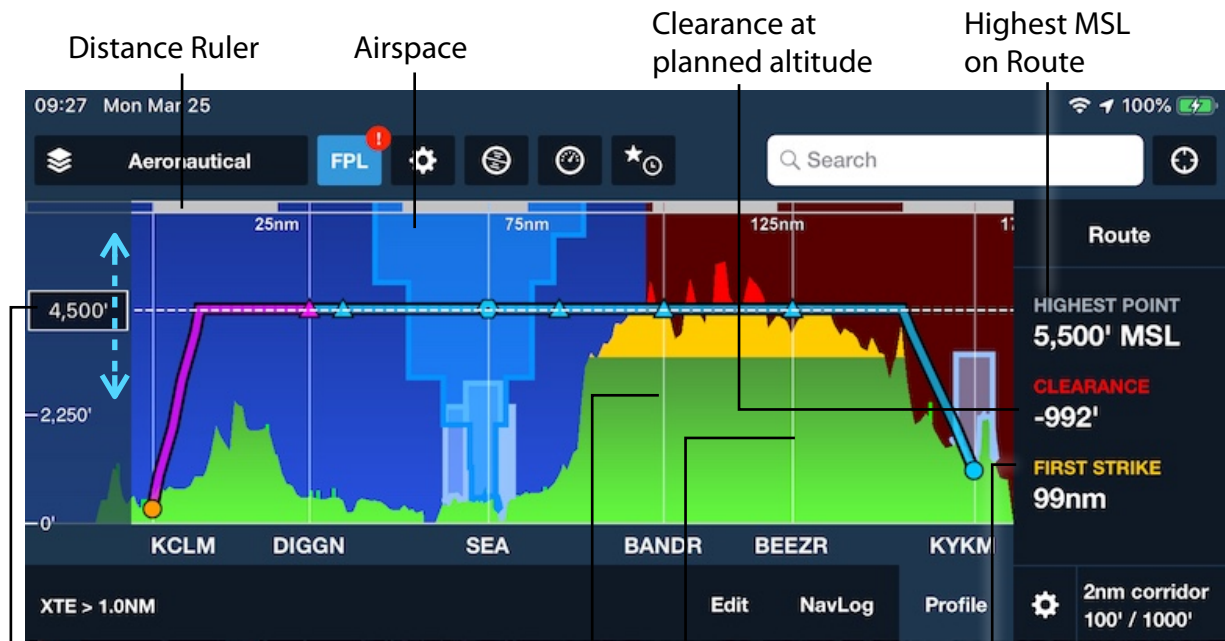 Distance Ruler
Airspace
Clearance at
planned altitude
Highest MSL
on Route
09:27 Mon Mar 25
100%
Aeronautical
FPL
!
Search
25nm
75nm
125nm
Route
4,500'
2,250'
0'
HIGHEST POINT
5,500' MSL
CLEARANCE
-992'
FIRST STRIKE
99nm
KCLM
DIGGN
SEA
BANDR
BEEZR
KYKM
XTE > 1.0NM
Edit
NavLog
Profile
2nm corridor
100' / 1000'